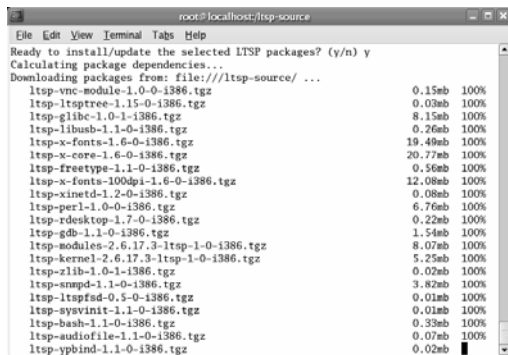 root@localhost:/ltsp-source
File Edit View Terminal Tabs Help
Ready to install/update the selected LTSP packages? (y/n) y
Calculating package dependencies...
Downloading packages from: file:///ltsp-source/ ...
ltsp-vnc-module-1.0-0-i386.tgz 0.15mb 100%
ltsp-ltsptree-1.15-0-i386.tgz 0.03mb 100%
ltsp-glibc-1.0-1-i386.tgz 8.15mb 100%
ltsp-libusb-1.1-0-i386.tgz 0.26mb 100%
ltsp-x-fonts-1.6-0-i386.tgz 19.49mb 100%
ltsp-x-core-1.6-0-i386.tgz 20.77mb 100%
ltsp-freetype-1.1-0-i386.tgz 0.56mb 100%
ltsp-x-fonts-100dpi-1.6-0-i386.tgz 12.08mb 100%
ltsp-xinetd-1.2-0-i386.tgz 0.08mb 100%
ltsp-perl-1.0-0-i386.tgz 6.76mb 100%
ltsp-rdesktop-1.7-0-i386.tgz 0.22mb 100%
ltsp-gdb-1.1-0-i386.tgz 1.54mb 100%
ltsp-modules-2.6.17.3-ltsp-1-0-i386.tgz 8.07mb 100%
ltsp-kernel-2.6.17.3-ltsp-1-0-i386.tgz 5.25mb 100%
ltsp-zlib-1.0-1-i386.tgz 0.02mb 100%
ltsp-snmpd-1.1-0-i386.tgz 3.82mb 100%
ltsp-ltspfsd-0.5-0-i386.tgz 0.01mb 100%
ltsp-sysvinit-1.1-0-i386.tgz 0.01mb 100%
ltsp-bash-1.1-0-i386.tgz 0.33mb 100%
ltsp-audiofile-1.1-0-i386.tgz 0.07mb 100%
ltsp-ypbind-1.1-0-i386.tgz 0.02mb